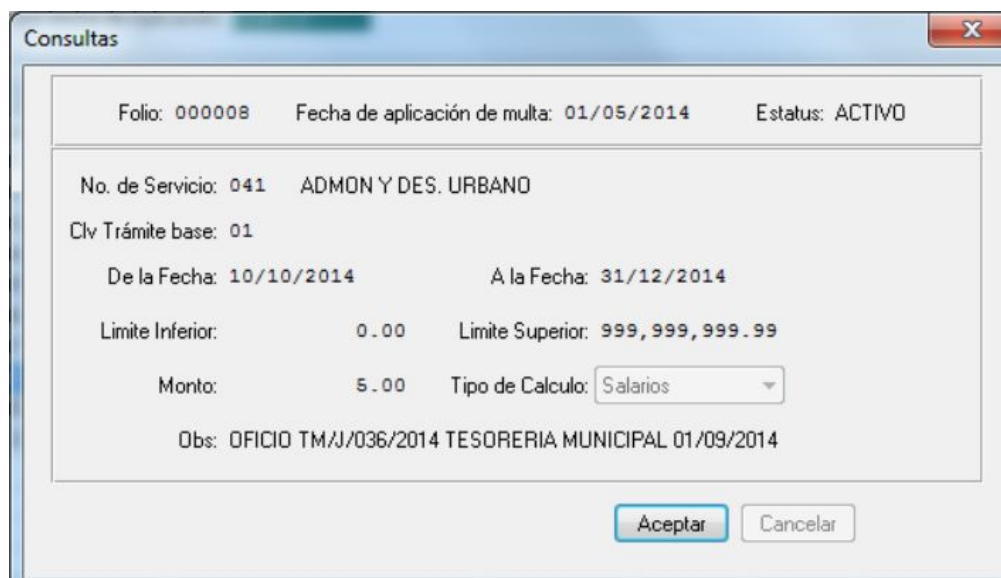 Consultas
Folio: 000008 Fecha de aplicación de multa: 01/05/2014 Estatus: ACTIVO
No. de Servicio: 041 ADMON Y DES. URBANO
Clv Trámite base: 01
De la Fecha: 10/10/2014 A la Fecha: 31/12/2014
Limite Inferior: 0.00 Limite Superior: 999,999,999.99
Monto: 5.00 Tipo de Calculo: Salarios
Obs: OFICIO TM/J/036/2014 TESORERIA MUNICIPAL 01/09/2014
Aceptar Cancelar